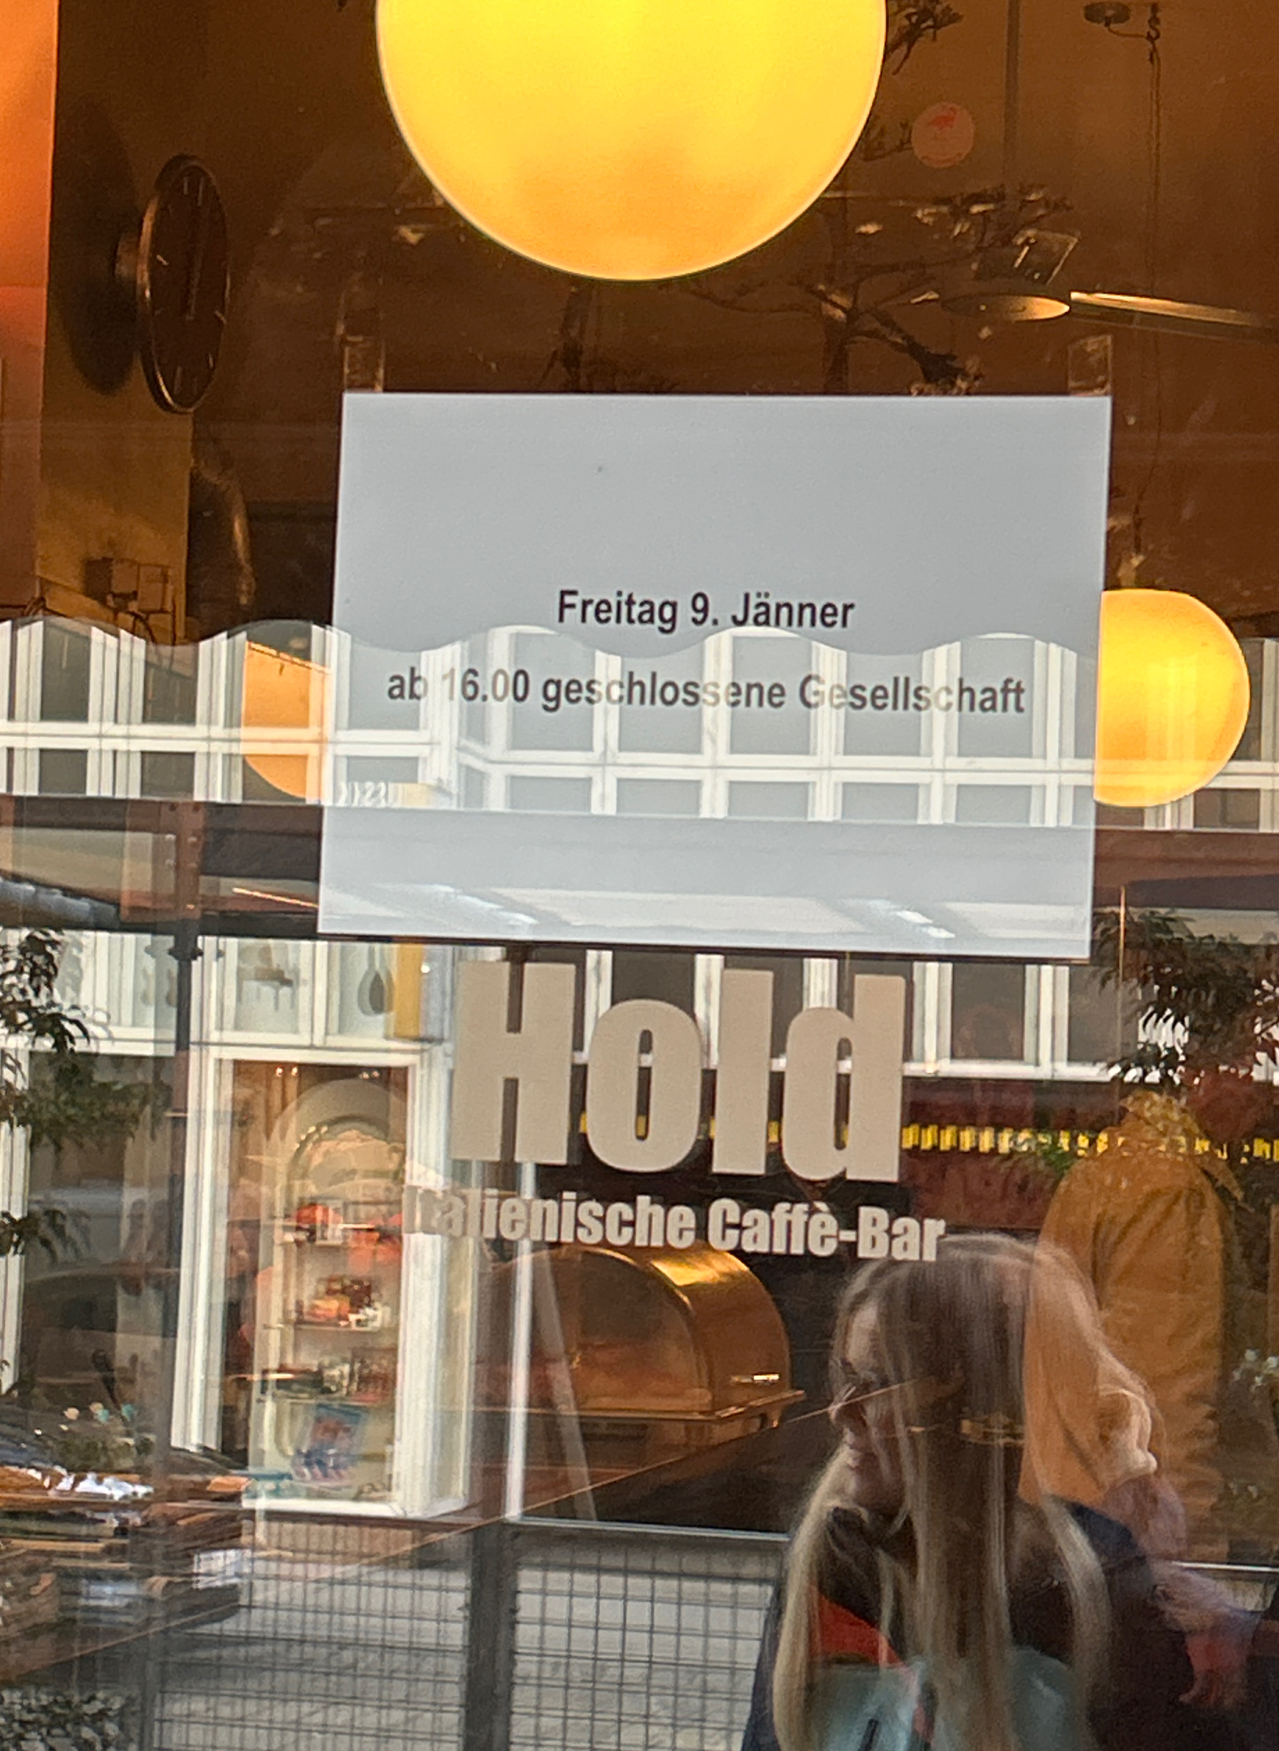 Freitag 9. Jänner
ab 16.00 geschlossene Gesellschaft
Hold
Italienische Caffè-Bar